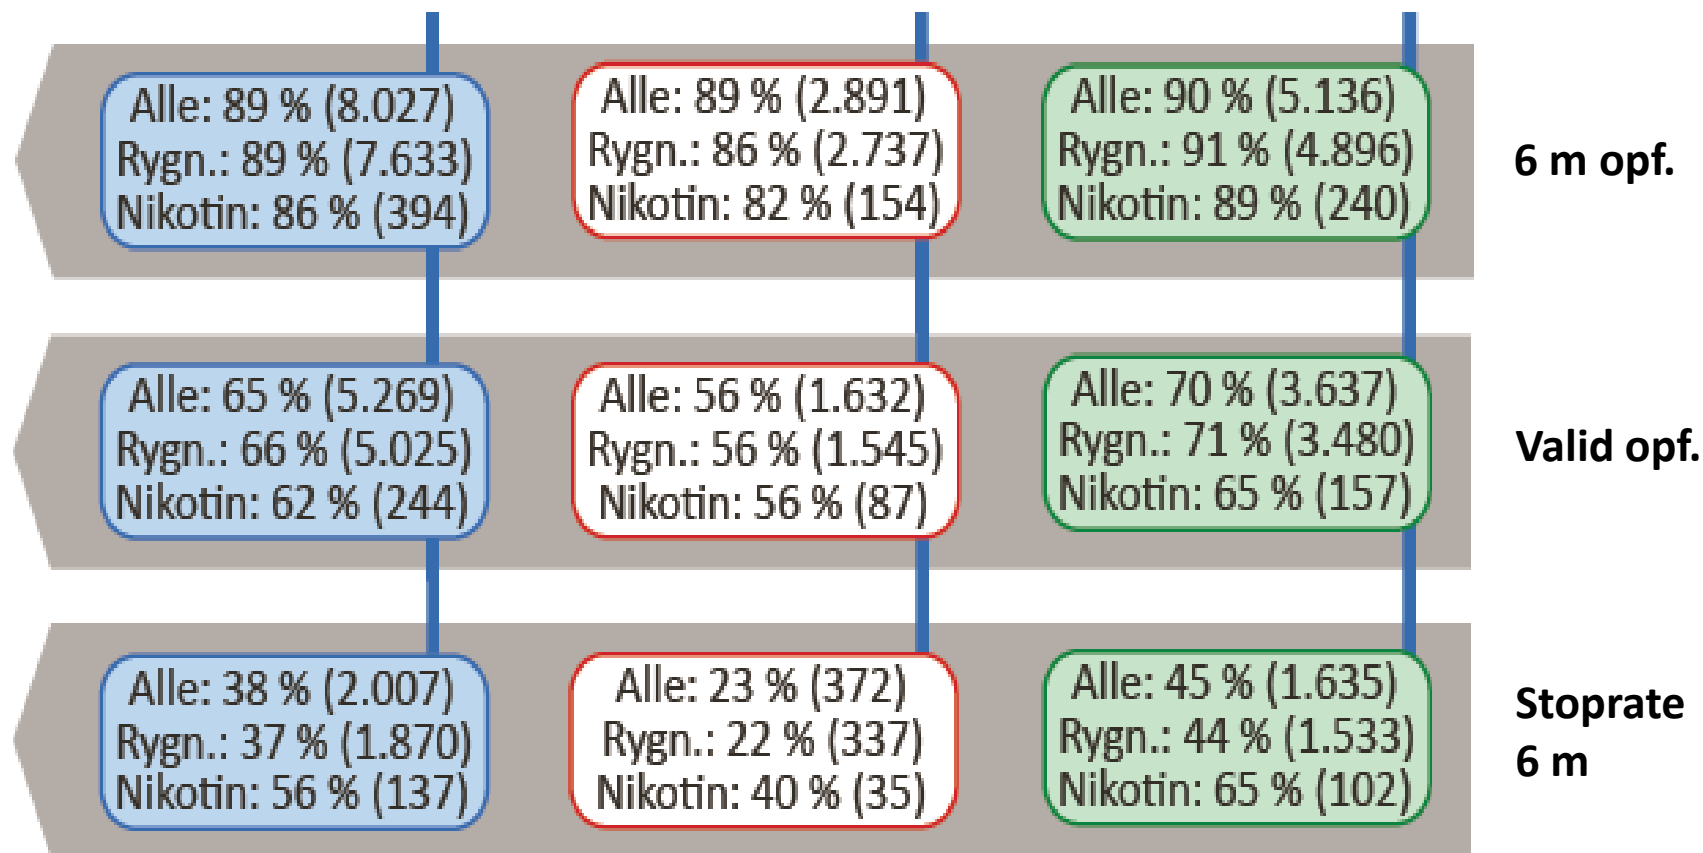 Alle: 89 % (8.027)
Rygn.: 89 % (7.633)
Nikotin: 86 % (394)
Alle: 89 % (2.891)
Rygn.: 86 % (2.737)
Nikotin: 82 % (154)
Alle: 90 % (5.136)
Rygn.: 91 % (4.896)
Nikotin: 89 % (240)
6 m opf.
Alle: 65 % (5.269)
Rygn.: 66 % (5.025)
Nikotin: 62 % (244)
Alle: 56 % (1.632)
Rygn.: 56 % (1.545)
Nikotin: 56 % (87)
Alle: 70 % (3.637)
Rygn.: 71 % (3.480)
Nikotin: 65 % (157)
Valid opf.
Alle: 38 % (2.007)
Rygn.: 37 % (1.870)
Nikotin: 56 % (137)
Alle: 23 % (372)
Rygn.: 22 % (337)
Nikotin: 40 % (35)
Alle: 45 % (1.635)
Rygn.: 44 % (1.533)
Nikotin: 65 % (102)
Stoprate
6 m